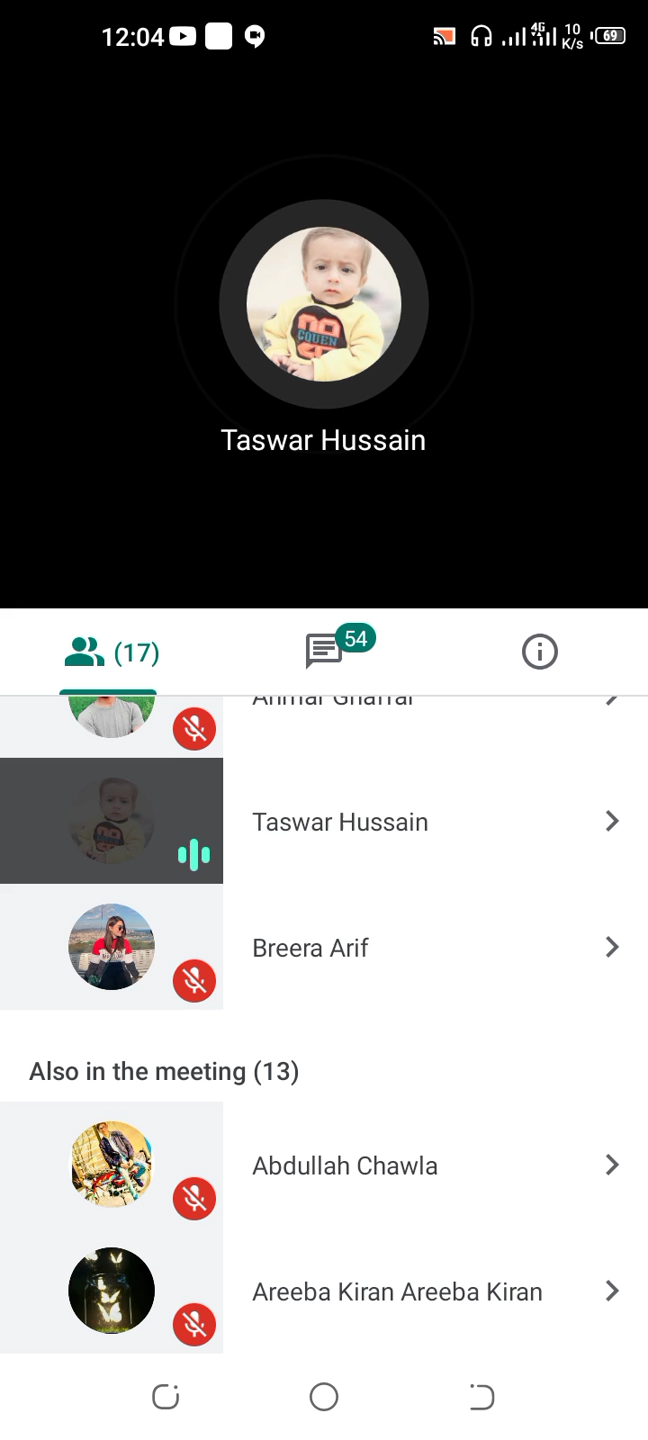 12:04
4G
10
K/s
69
COUEN
Taswar Hussain
(17)
54
Taswar Hussain
Breera Arif
Also in the meeting (13)
Abdullah Chawla
Areeba Kiran Areeba Kiran